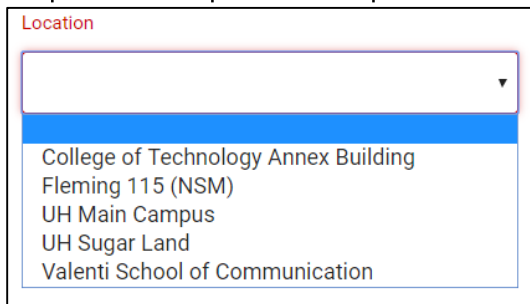 Location
College of Technology Annex Building
Fleming 115 (NSM)
UH Main Campus
UH Sugar Land
Valenti School of Communication